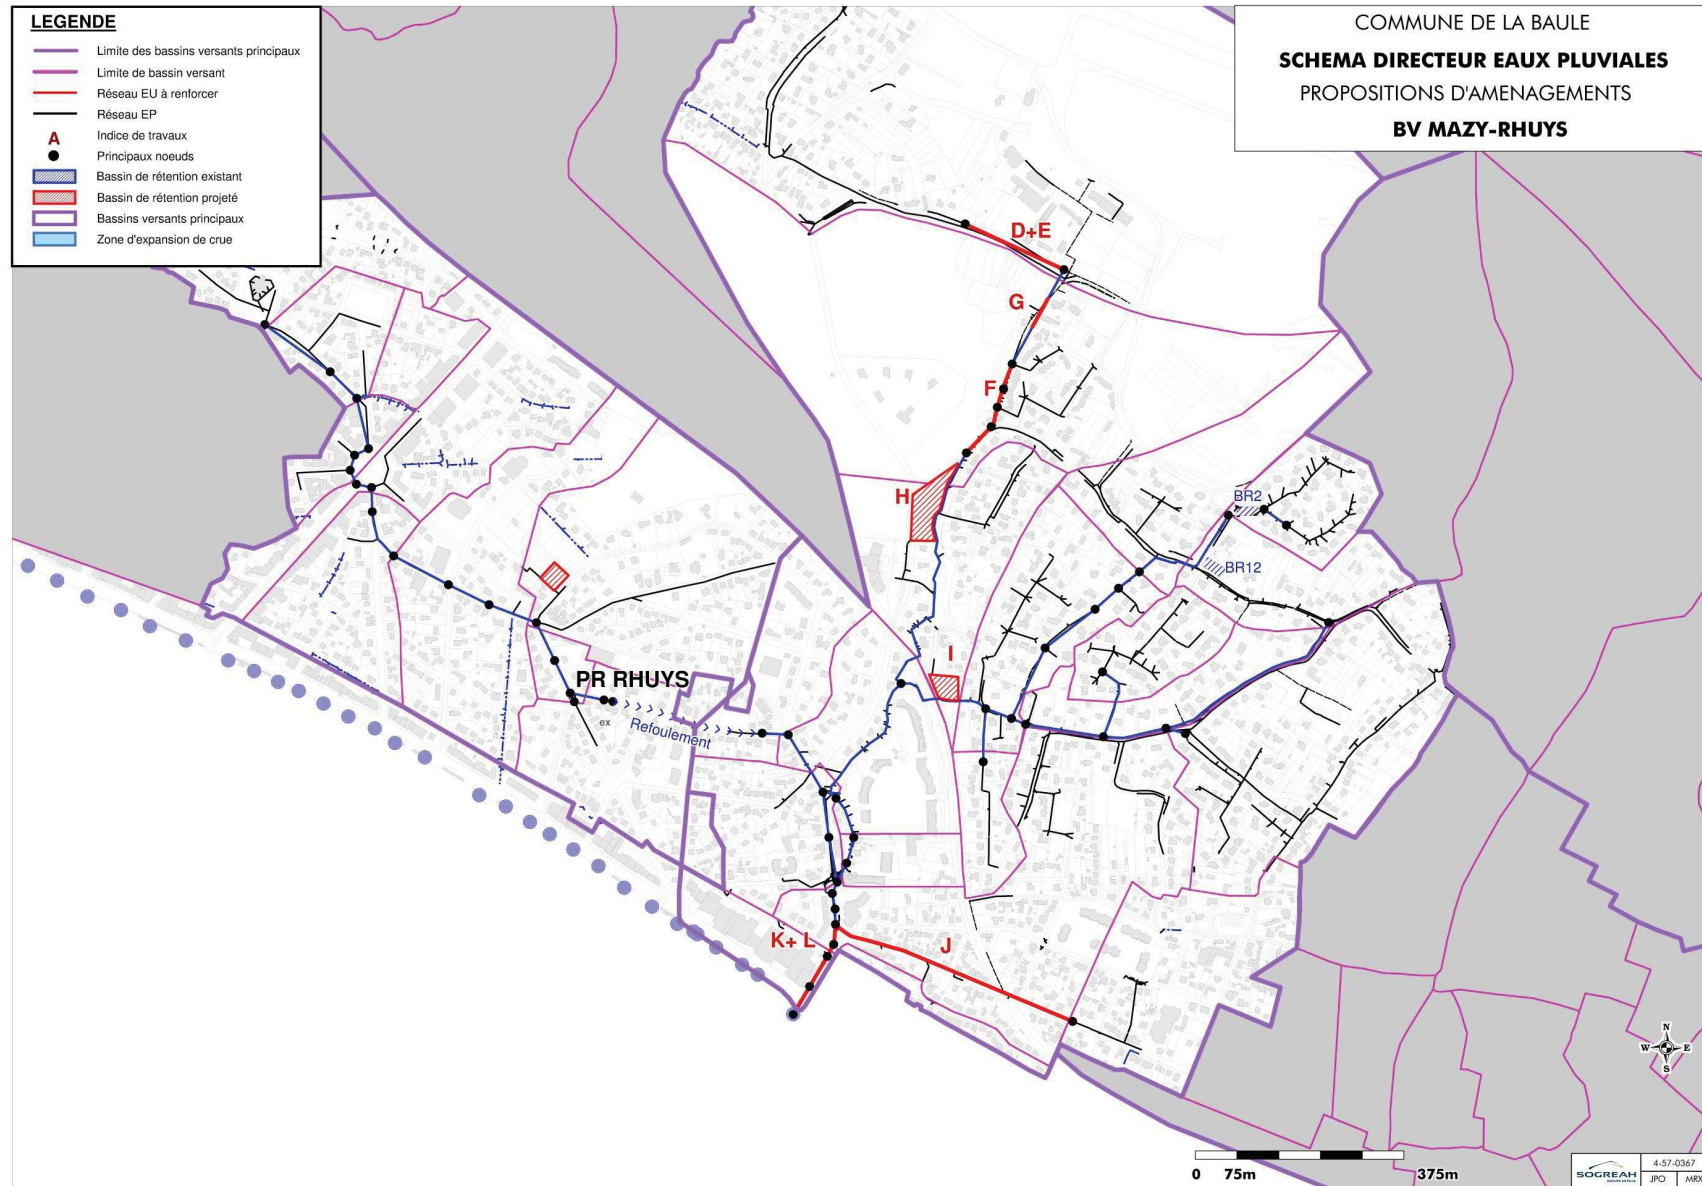 LEGENDE
Limite des bassins versants principaux
Limite de bassin versant
Réseau EU à renforcer
Réseau EP
A Indice de travaux
Principaux noeuds
Bassin de rétention existant
Bassin de rétention projeté
Bassins versants principaux
Zone d'expansion de crue
COMMUNE DE LA BAULE
SCHEMA DIRECTEUR EAUX PLUVIALES
PROPOSITIONS D'AMENAGEMENTS
BV MAZY-RHUYS
D+E
G
F
H
BR2
BR12
I
PR RHUYS
ex
Refoulement
K+ L
J
N
W E
S
0 75m 375m
SOGREAH
4-57-0367
JPO MRX